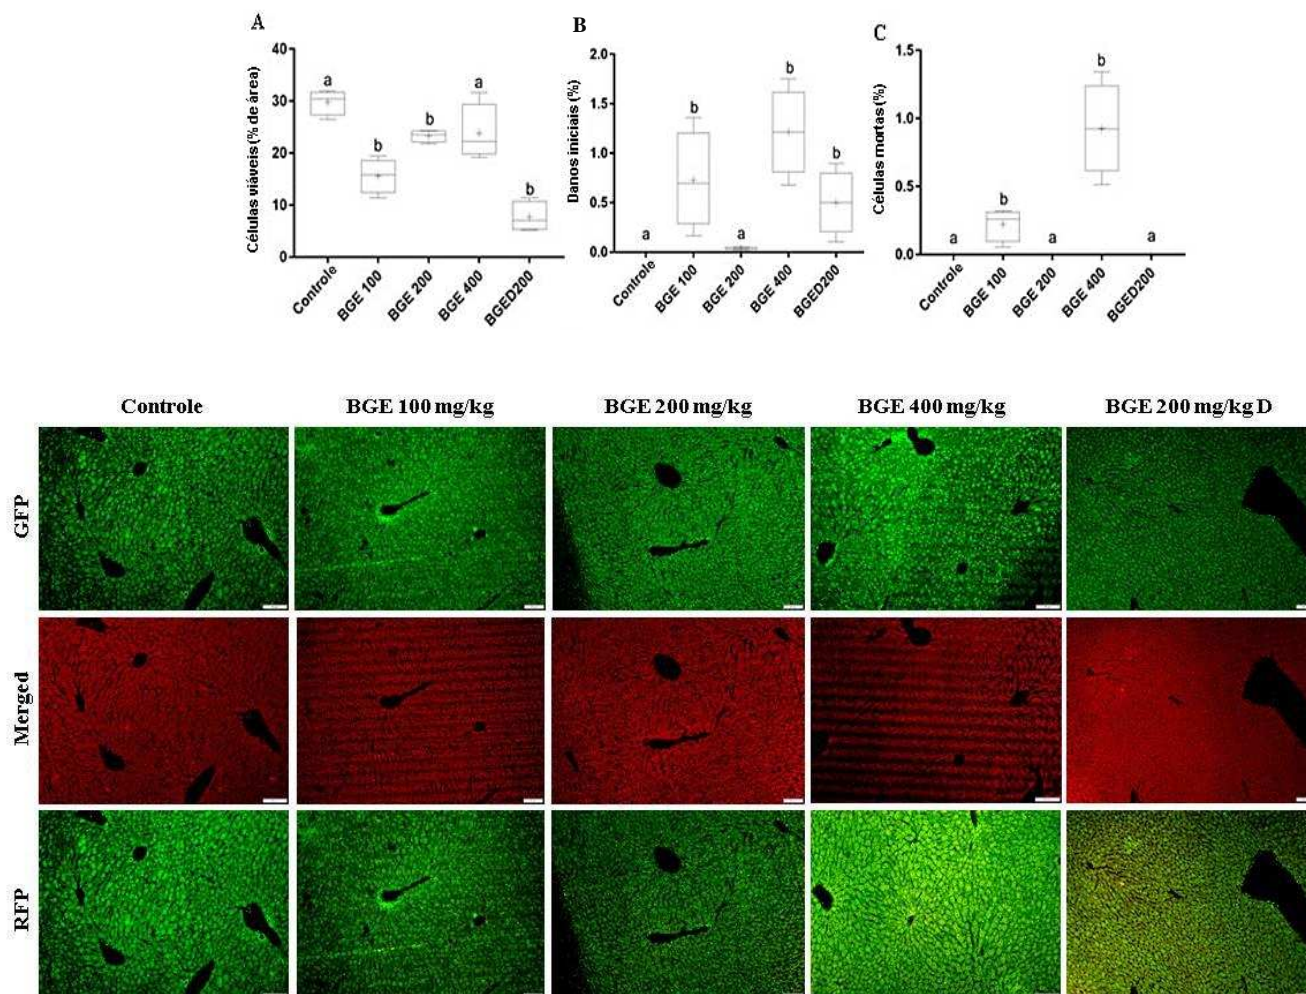 A
Células viáveis (% de área)
40
30
20
10
0
a
b
b
a
b
Controle
BGE 100
BGE 200
BGE 400
BGED200
B
Danos iniciais (%)
2.0
1.5
1.0
0.5
0.0
a
b
a
b
b
Controle
BGE 100
BGE 200
BGE 400
BGED200
C
Células mortas (%)
1.5
1.0
0.5
0.0
a
b
a
b
a
Controle
BGE 100
BGE 200
BGE 400
BGED200
Controle
BGE 100 mg/kg
BGE 200 mg/kg
BGE 400 mg/kg
BGE 200 mg/kg D
GFP
Merged
RFP